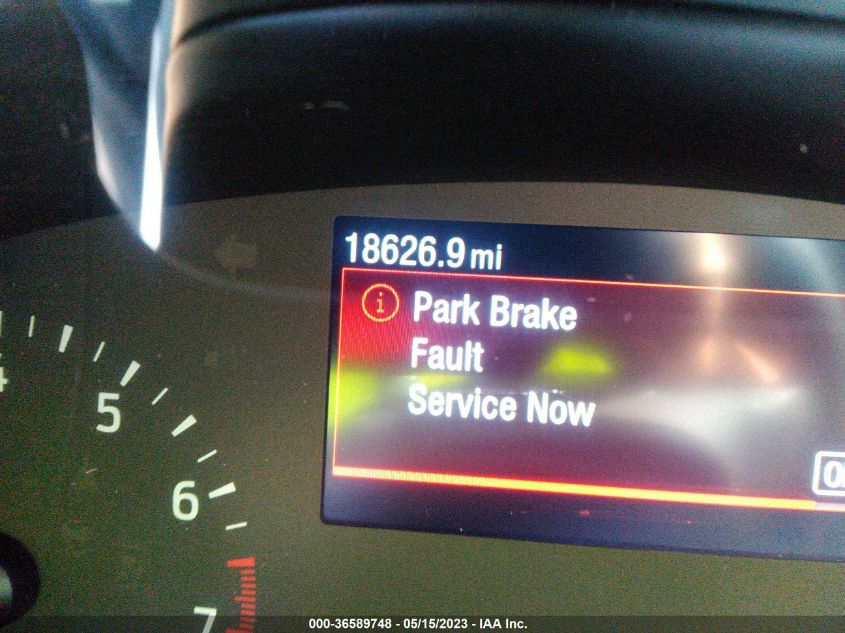 18626.9 mi
Park Brake
Fault
Service Now
5
6
7
000-36589748 - 05/15/2023 - IAA Inc.